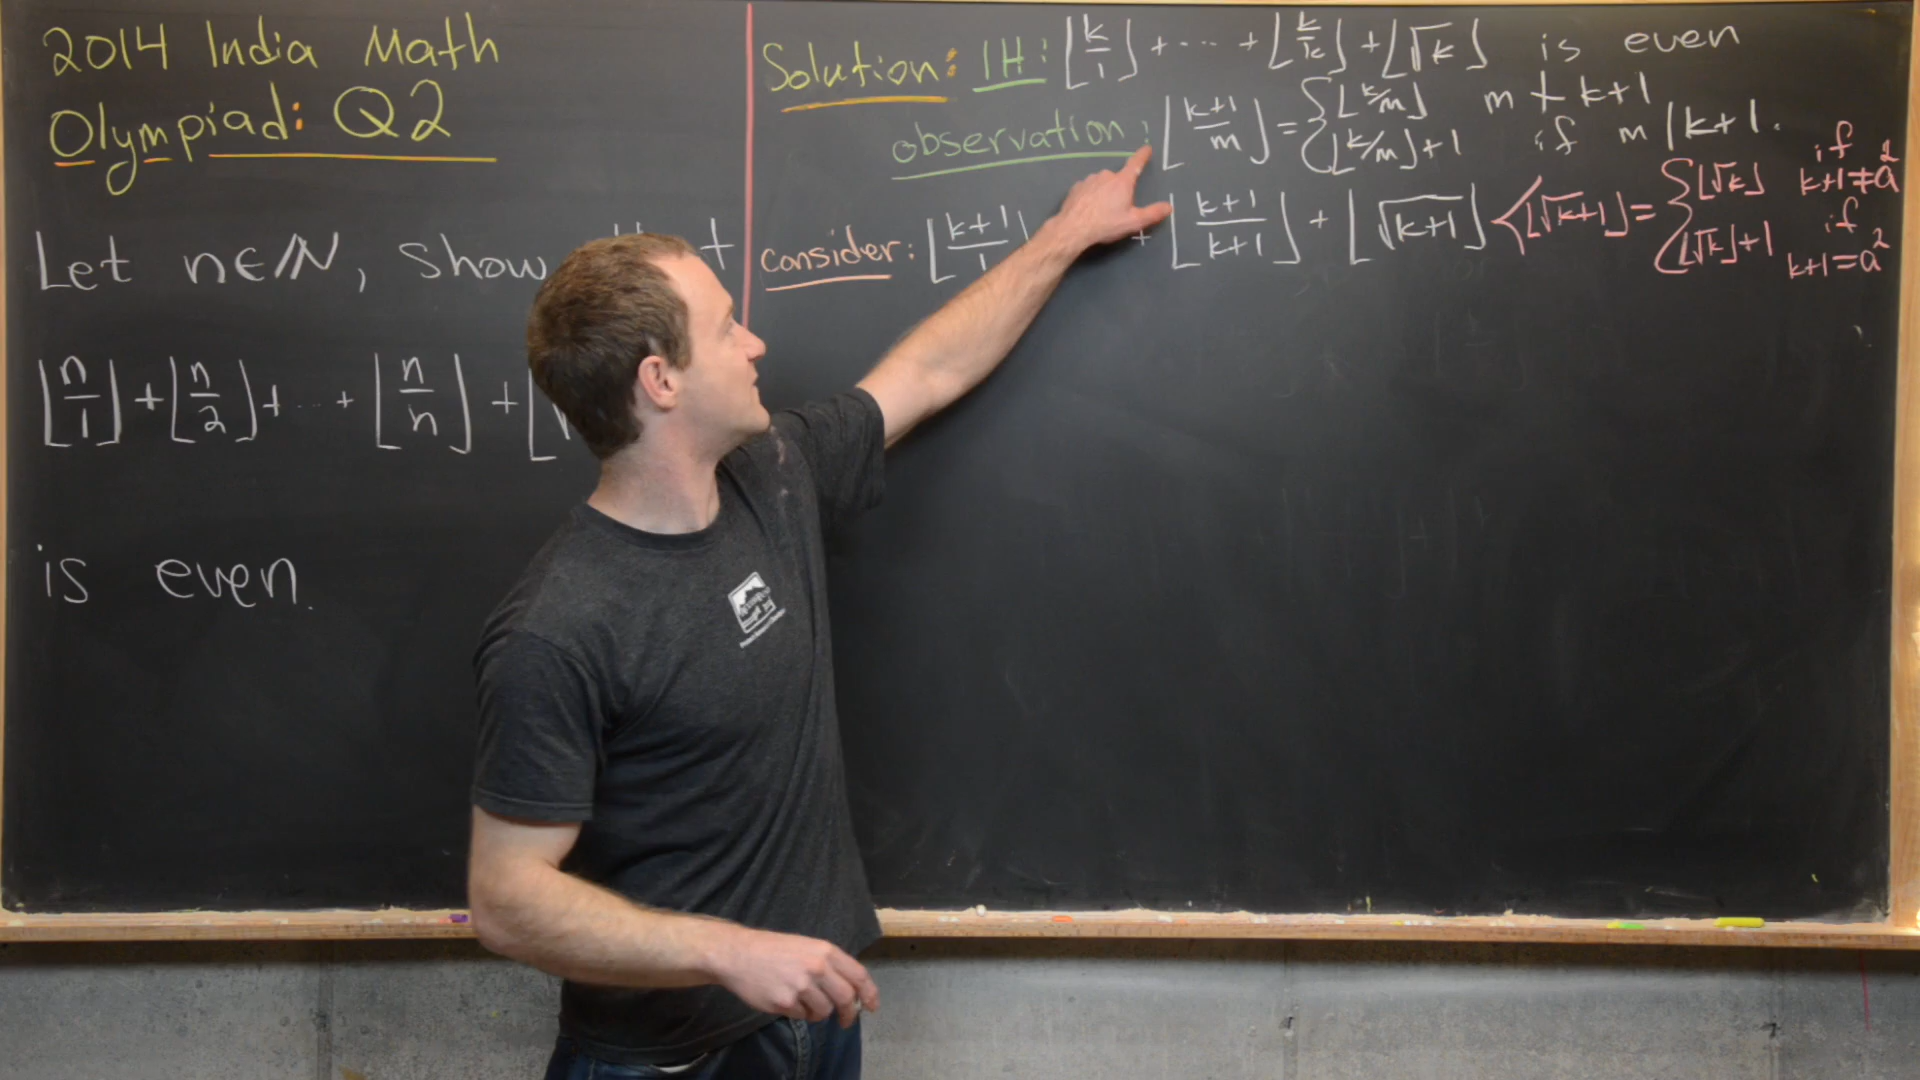 2014 India Math
Olympiad: Q2
Let n∈ℕ, show
⌊n/1⌋+⌊n/2⌋+...+⌊n/n⌋+⌊√
is even.
Solution: IH: ⌊k/1⌋+...+⌊k/k⌋+⌊√k⌋ is even
observation: ⌊(k+1)/m⌋={⌊k/m⌋ m∤k+1
⌊k/m⌋+1 if m|k+1.
consider: ⌊(k+1)/1⌋ + ⌊(k+1)/(k+1)⌋ + ⌊√(k+1)⌋
⌊√(k+1)⌋={⌊√k⌋ if k+1≠a²
⌊√k⌋+1 if k+1=a²